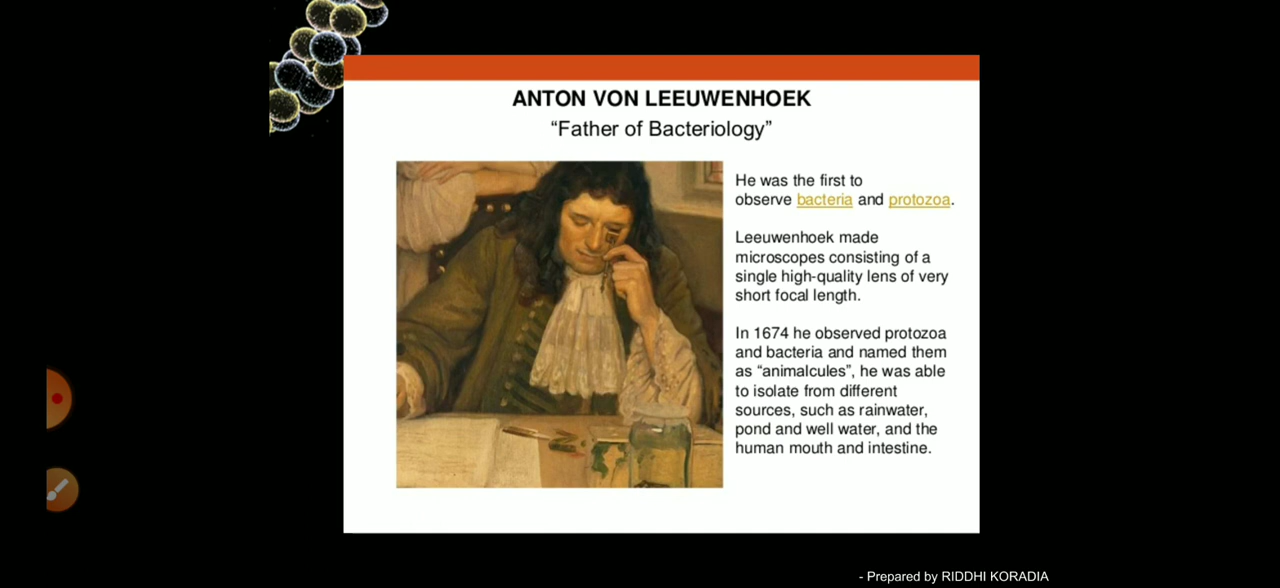 ANTON VON LEEUWENHOEK
“Father of Bacteriology”
He was the first to
observe bacteria and protozoa.
Leeuwenhoek made
microscopes consisting of a
single high-quality lens of very
short focal length.
In 1674 he observed protozoa
and bacteria and named them
as “animalcules”, he was able
to isolate from different
sources, such as rainwater,
pond and well water, and the
human mouth and intestine.
- Prepared by RIDDHI KORADIA